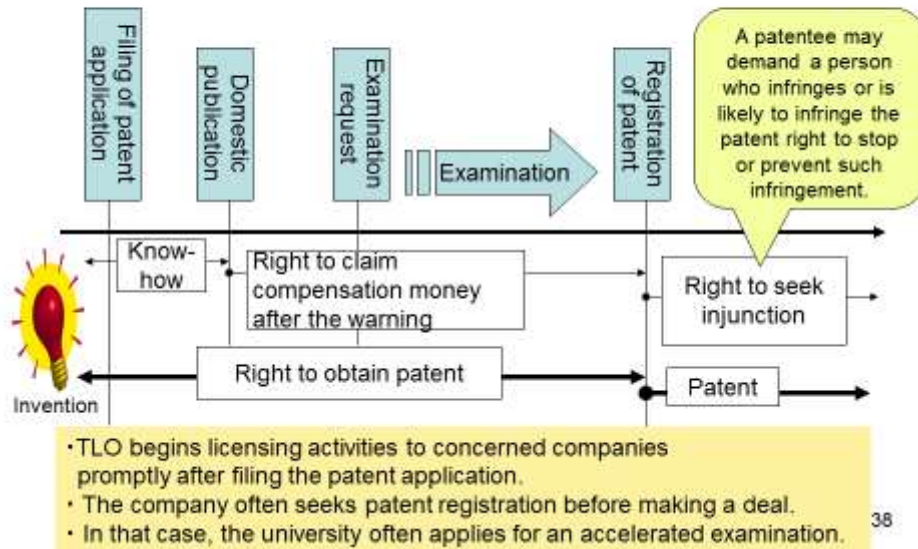 Filing of patent
application
Domestic
publication
Examination
request
Examination
Registration
of patent
A patentee may
demand a person
who infringes or is
likely to infringe the
patent right to stop
or prevent such
infringement.
Know-
how
Right to claim
compensation money
after the warning
Right to seek
injunction
Right to obtain patent
Patent
Invention
・TLO begins licensing activities to concerned companies
promptly after filing the patent application.
・The company often seeks patent registration before making a deal.
・In that case, the university often applies for an accelerated examination.
38